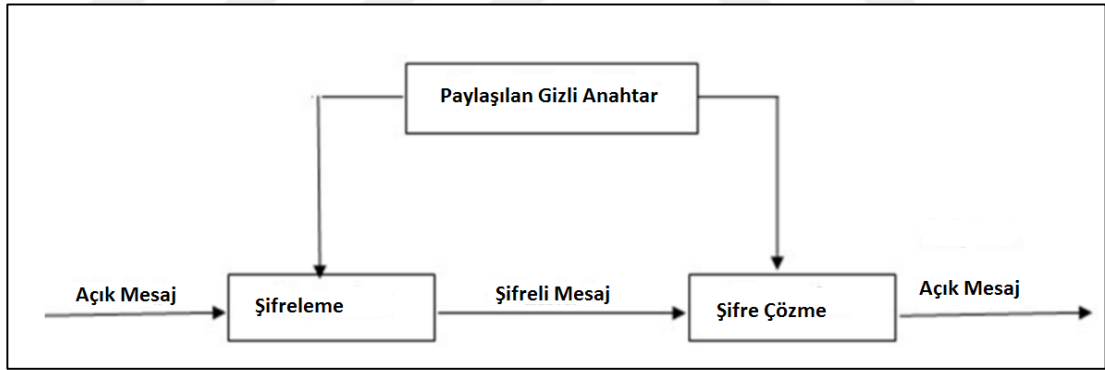 Paylaşılan Gizli Anahtar
Açık Mesaj
Şifreleme
Şifreli Mesaj
Şifre Çözme
Açık Mesaj